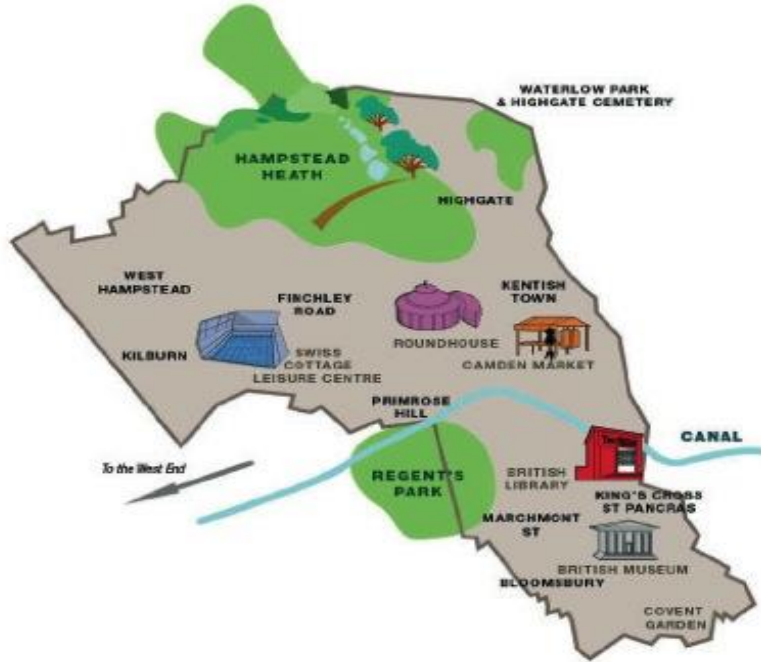 WATERLOW PARK
& HIGHGATE CEMETERY
HAMPSTEAD
HEATH
HIGHGATE
WEST
HAMPSTEAD
FINCHLEY
ROAD
KENTISH
TOWN
ROUNDHOUSE
KILBURN
SWISS
COTTAGE
LEISURE CENTRE
CAMDEN MARKET
PRIMROSE
HILL
CANAL
To the West End
REGENT'S
PARK
BRITISH
LIBRARY
KING'S CROSS
ST PANCRAS
MARCHMONT
ST
BRITISH MUSEUM
BLOOMSBURY
COVENT
GARDEN